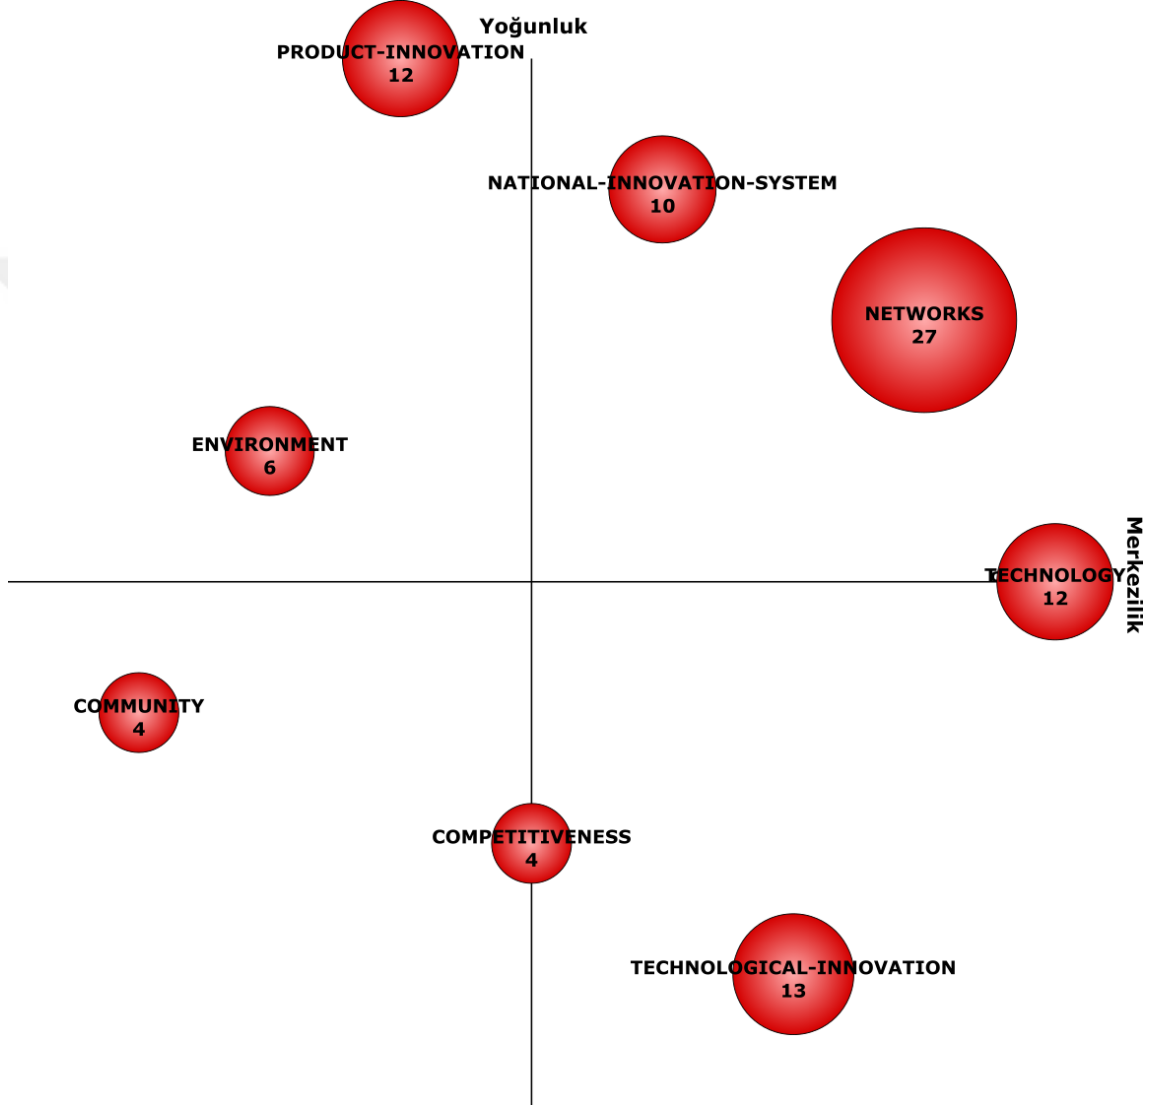 Yoğunluk
PRODUCT-INNOVATION
12
NATIONAL-INNOVATION-SYSTEM
10
NETWORKS
27
ENVIRONMENT
6
Merkezilik
TECHNOLOGY
12
COMMUNITY
4
COMPETITIVENESS
4
TECHNOLOGICAL-INNOVATION
13